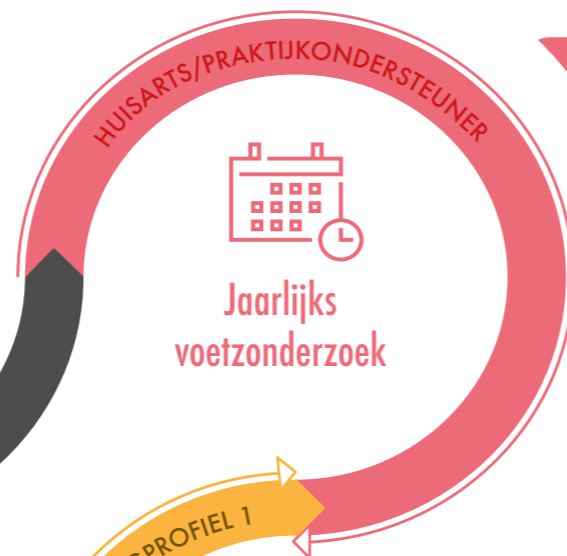 HUISARTS/PRAKTIJKONDERSTEUNER
Jaarlijks
voetzonderzoek
PROFIEL 1